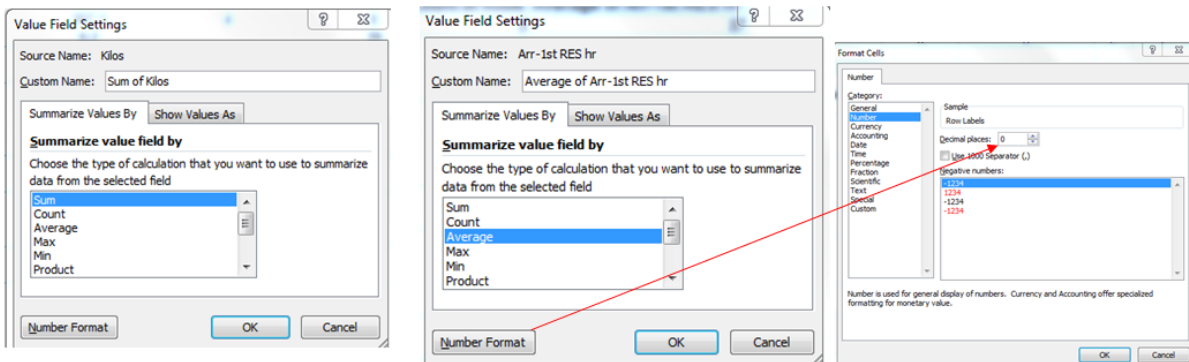 Value Field Settings
Source Name: Kilos
Custom Name: Sum of Kilos
Summarize Values By
Show Values As
Summarize value field by
Choose the type of calculation that you want to use to summarize
data from the selected field
Sum
Count
Average
Max
Min
Product
Number Format
OK
Cancel
Value Field Settings
Source Name: Arr-1st RES hr
Custom Name: Average of Arr-1st RES hr
Summarize Values By
Show Values As
Summarize value field by
Choose the type of calculation that you want to use to summarize
data from the selected field
Sum
Count
Average
Max
Min
Product
Number Format
OK
Cancel
Format Cells
Number
Category:
General
Number
Currency
Accounting
Date
Time
Percentage
Fraction
Scientific
Text
Special
Custom
Sample
Row Labels
Decimal places: 0
Use 1000 Separator (,)
Negative numbers:
-1234
1234
-1234
-1234
Number is used for general display of numbers. Currency and Accounting offer specialized
formatting for monetary value.
OK
Cancel